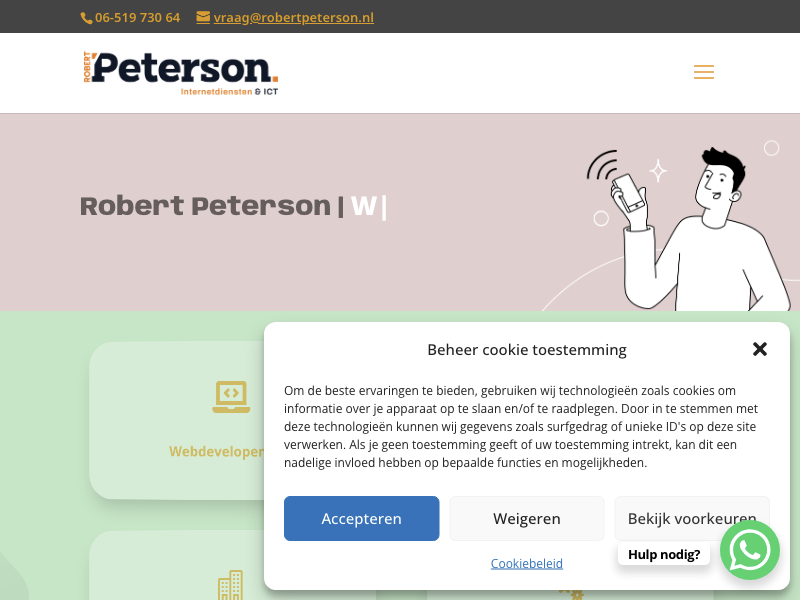 06-519 730 64 vraag@robertpeterson.nl
ROBERT Peterson.
Internetdiensten & ICT
Robert Peterson | W|
Beheer cookie toestemming
Om de beste ervaringen te bieden, gebruiken wij technologieën zoals cookies om
informatie over je apparaat op te slaan en/of te raadplegen. Door in te stemmen met
deze technologieën kunnen wij gegevens zoals surfgedrag of unieke ID's op deze site
verwerken. Als je geen toestemming geeft of uw toestemming intrekt, kan dit een
nadelige invloed hebben op bepaalde functies en mogelijkheden.
Webdeveloper
Accepteren Weigeren Bekijk voorkeuren
Hulp nodig?
Cookiebeleid